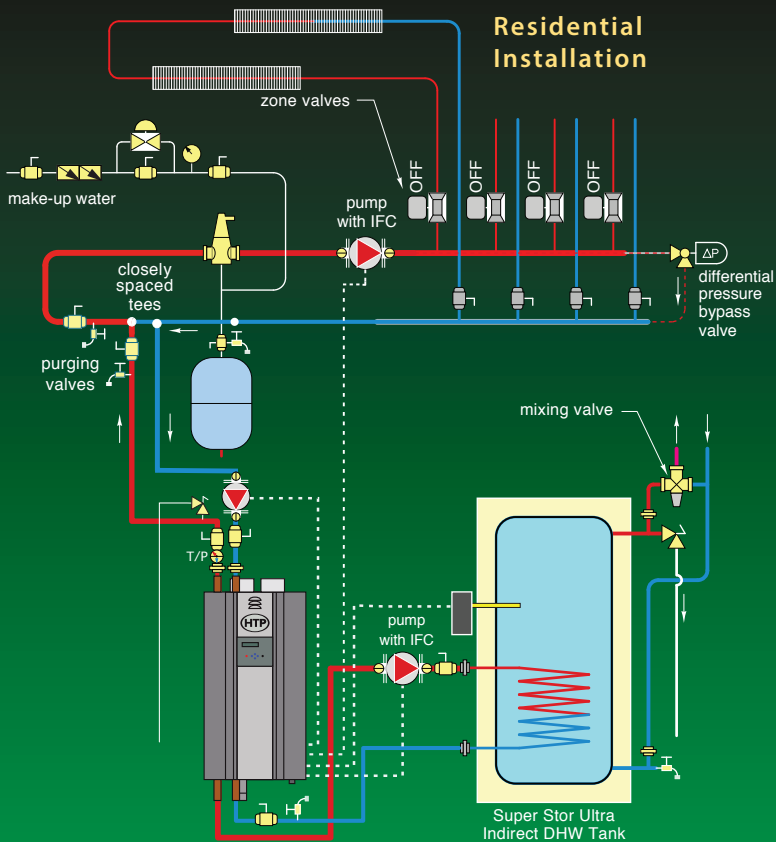 Residential
Installation
zone valves
OFF
OFF
OFF
OFF
make-up water
pump
with IFC
ΔP
differential
pressure
bypass
valve
closely
spaced
tees
purging
valves
mixing valve
T/P
HTP
pump
with IFC
Super Stor Ultra
Indirect DHW Tank